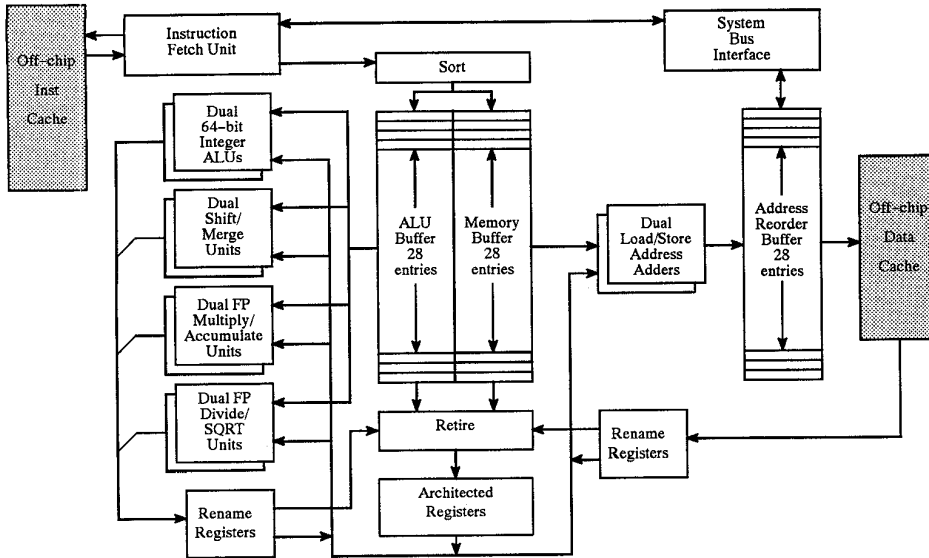 Instruction
Fetch Unit
System
Bus
Interface
Off-chip
Inst
Cache
Sort
Dual
64-bit
Integer
ALUs
Dual
Shift/
Merge
Units
ALU
Buffer
28
entries
Memory
Buffer
28
entries
Dual
Load/Store
Address
Adders
Address
Reorder
Buffer
28
entries
Off-chip
Data
Cache
Dual FP
Multiply/
Accumulate
Units
Dual FP
Divide/
SQRT
Units
Retire
Rename
Registers
Rename
Registers
Architected
Registers